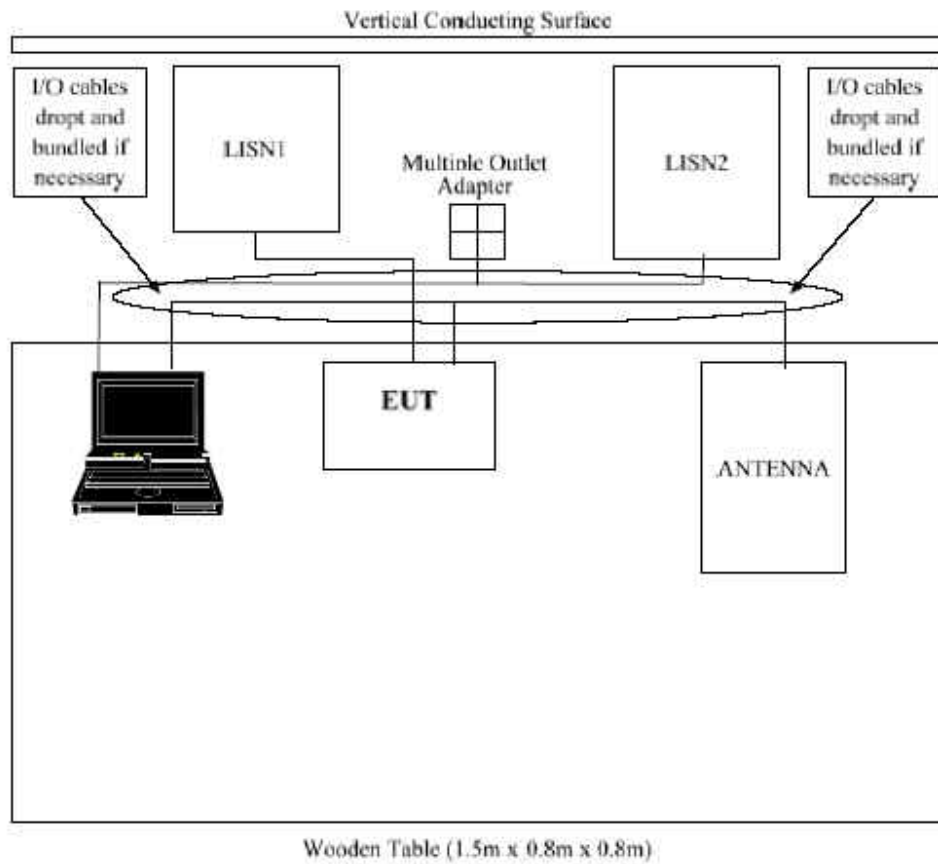 Vertical Conducting Surface
I/O cables
dropt and
bundled if
necessary
LISN1
Multiple Outlet
Adapter
LISN2
I/O cables
dropt and
bundled if
necessary
EUT
ANTENNA
Wooden Table (1.5m x 0.8m x 0.8m)